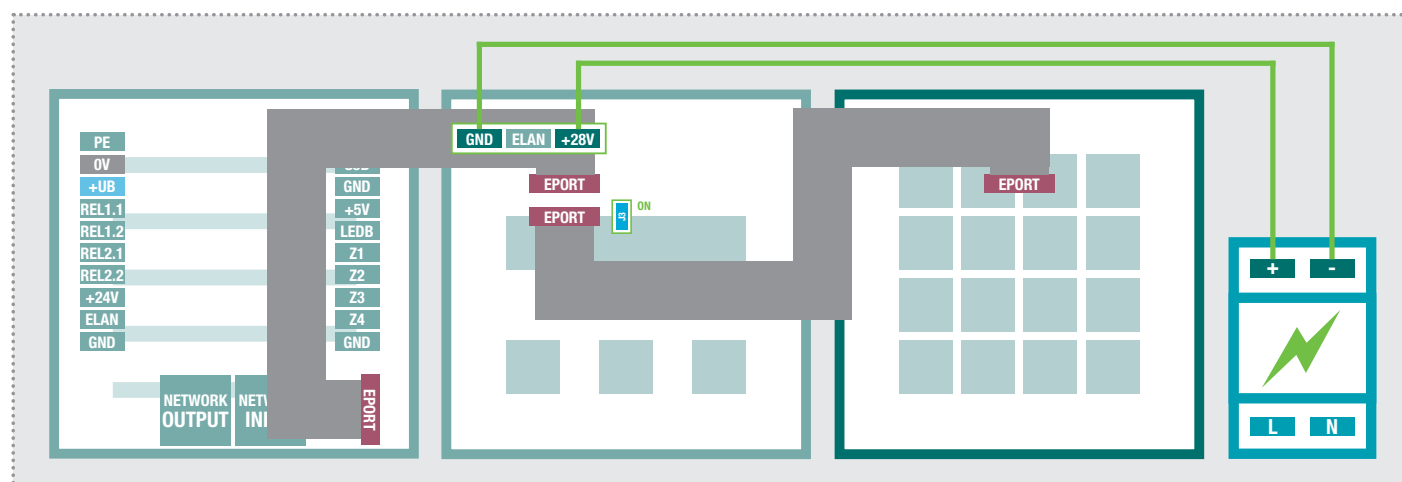 PE
0V
+UB
REL1.1
REL1.2
REL2.1
REL2.2
+24V
ELAN
GND
GND
+5V
LEDB
Z1
Z2
Z3
Z4
GND
NETWORK
OUTPUT
EPORT
GND ELAN +28V
EPORT
EPORT
J3
ON
EPORT
+ -
L N